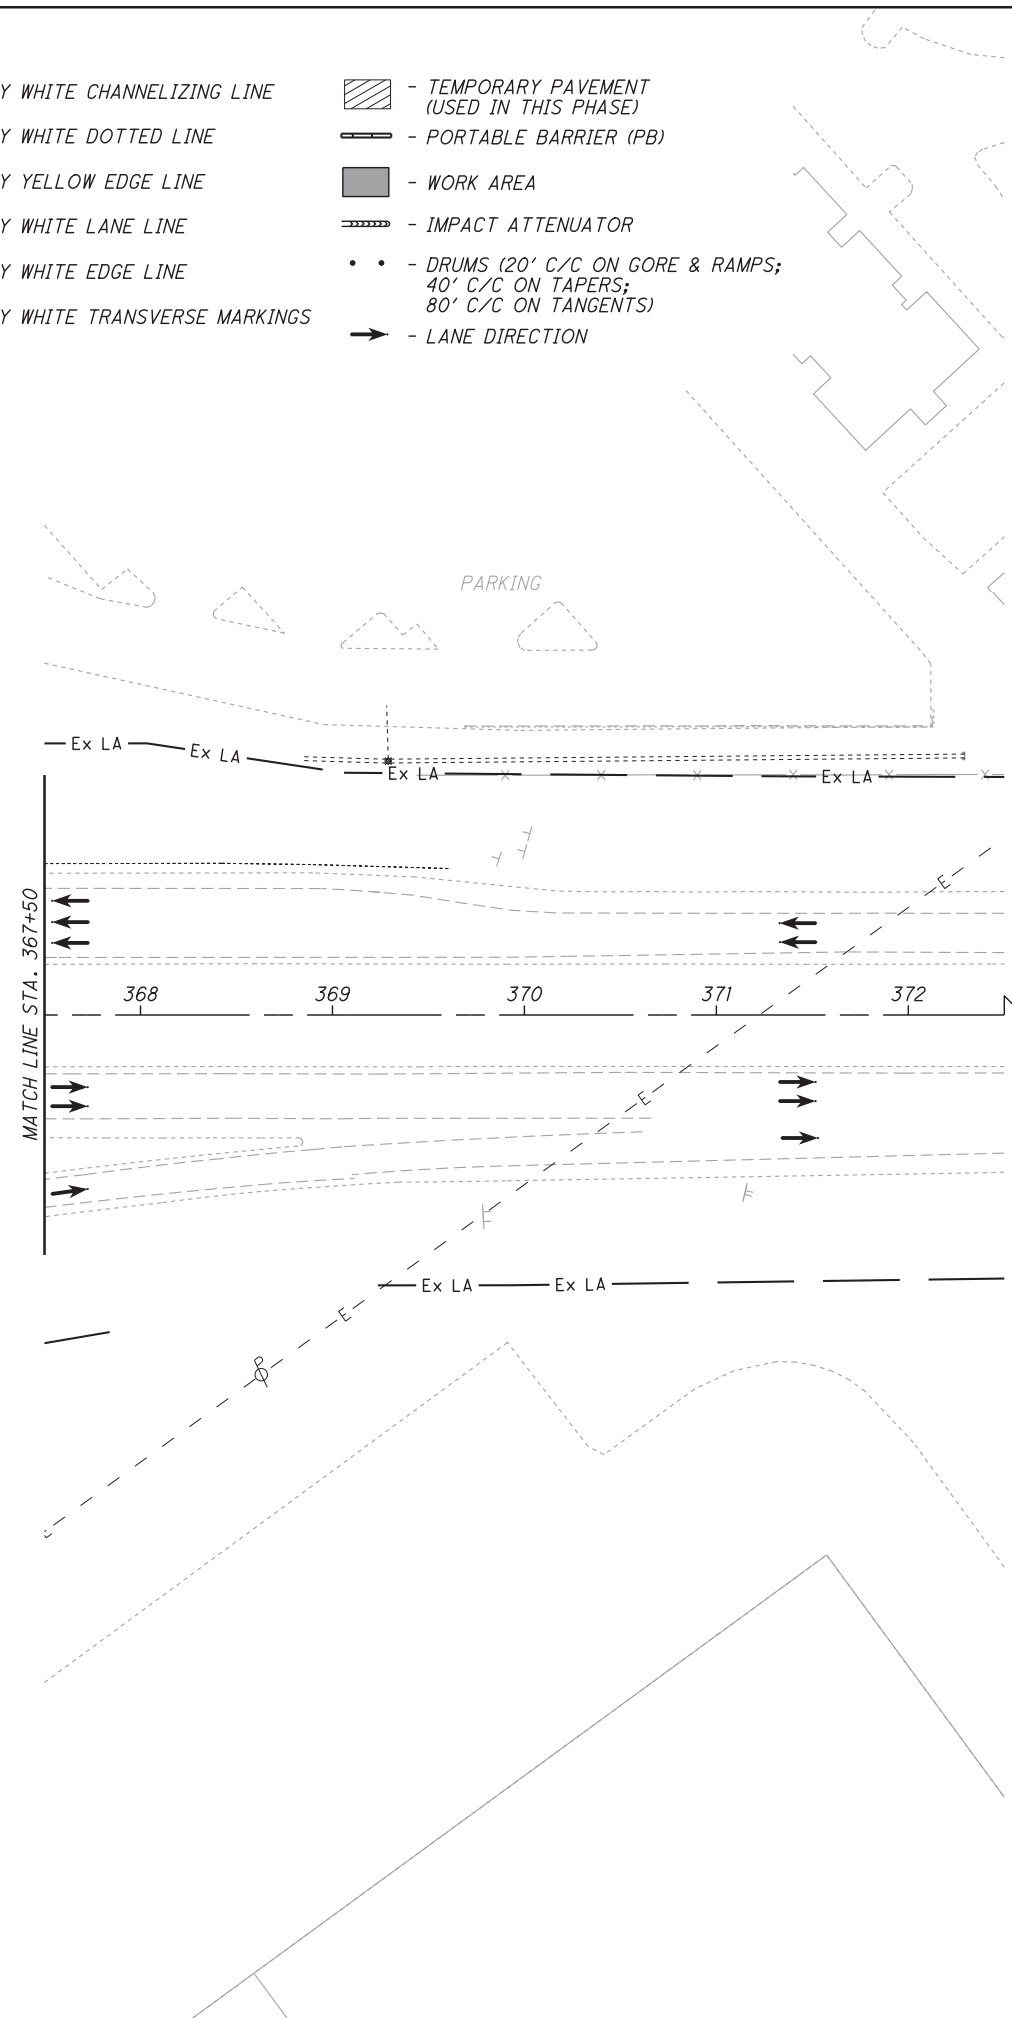 Y WHITE CHANNELIZING LINE
Y WHITE DOTTED LINE
Y YELLOW EDGE LINE
Y WHITE LANE LINE
Y WHITE EDGE LINE
Y WHITE TRANSVERSE MARKINGS
- TEMPORARY PAVEMENT
(USED IN THIS PHASE)
- PORTABLE BARRIER (PB)
- WORK AREA
- IMPACT ATTENUATOR
- DRUMS (20' C/C ON GORE & RAMPS;
40' C/C ON TAPERS;
80' C/C ON TANGENTS)
- LANE DIRECTION
PARKING
Ex LA
Ex LA
Ex LA
Ex LA
E
MATCH LINE STA. 367+50
368
369
370
371
372
E
Ex LA
Ex LA
E